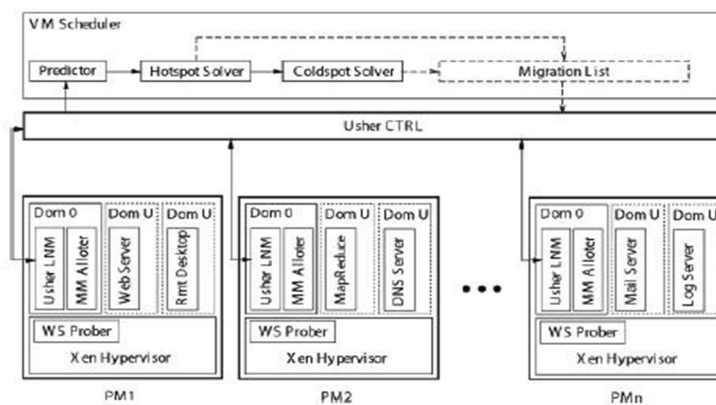 VM Scheduler
Predictor
Hotspot Solver
Coldspot Solver
Migration List
Usher CTRL
Dom 0
Dom U
Dom U
Usher LNM
MM Alloter
Web Server
Rmt Desktop
WS Prober
Xen Hypervisor
PM1
Dom 0
Dom U
Dom U
Usher LNM
MM Alloter
MapReduce
DNS Server
WS Prober
Xen Hypervisor
PM2
Dom 0
Dom U
Dom U
Usher LNM
MM Alloter
Mail Server
Log Server
WS Prober
Xen Hypervisor
PMn